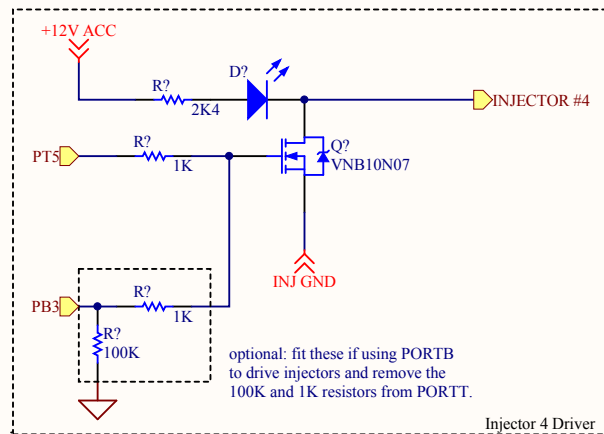 +12V ACC
D?
R?
2K4
INJECTOR #4
PT5
R?
1K
Q?
VNB10N07
INJ GND
PB3
R?
1K
R?
100K
optional: fit these if using PORTB
to drive injectors and remove the
100K and 1K resistors from PORTT.
Injector 4 Driver